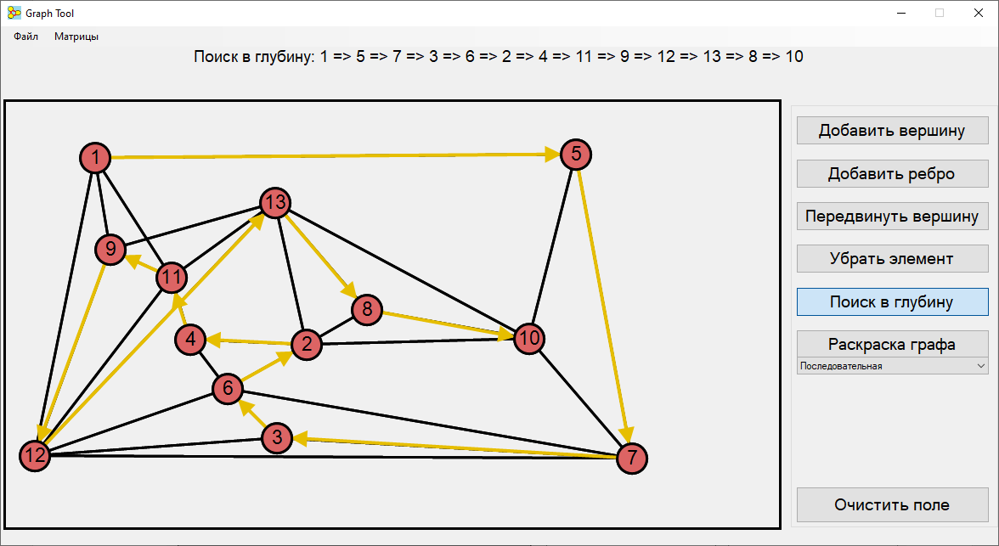 Graph Tool
Файл Матрицы
Поиск в глубину: 1 => 5 => 7 => 3 => 6 => 2 => 4 => 11 => 9 => 12 => 13 => 8 => 10
Добавить вершину
Добавить ребро
Передвинуть вершину
Убрать элемент
Поиск в глубину
Раскраска графа
Последовательная
Очистить поле
1
5
13
9
11
8
4
2
10
6
3
12
7